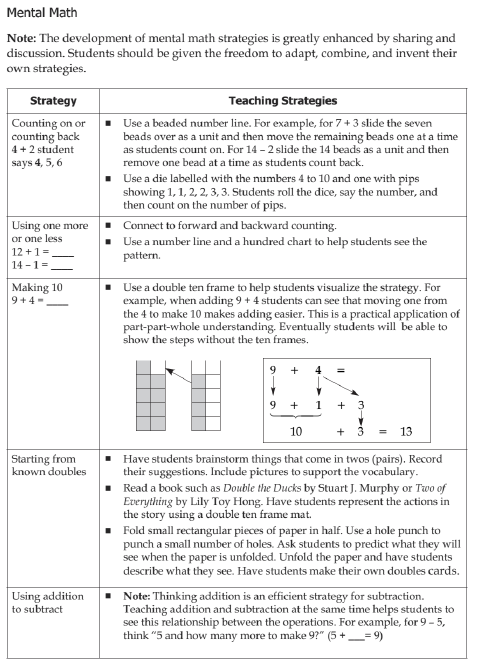 Mental Math
Note: The development of mental math strategies is greatly enhanced by sharing and
discussion. Students should be given the freedom to adapt, combine, and invent their
own strategies.
Strategy
Teaching Strategies
Counting on or
counting back
4 + 2 student
says 4, 5, 6
■ Use a beaded number line. For example, for 7 + 3 slide the seven
beads over as a unit and then move the remaining beads one at a time
as students count on. For 14 – 2 slide the 14 beads as a unit and then
remove one bead at a time as students count back.
■ Use a die labelled with the numbers 4 to 10 and one with pips
showing 1, 1, 2, 2, 3, 3. Students roll the dice, say the number, and
then count on the number of pips.
Using one more
or one less
12 + 1 = ____
14 – 1 = ____
■ Connect to forward and backward counting.
■ Use a number line and a hundred chart to help students see the
pattern.
Making 10
9 + 4 = ____
■ Use a double ten frame to help students visualize the strategy. For
example, when adding 9 + 4 students can see that moving one from
the 4 to make 10 makes adding easier. This is a practical application of
part-part-whole understanding. Eventually students will be able to
show the steps without the ten frames.
9 + 4 =
9 + 1 + 3
10 + 3 = 13
Starting from
known doubles
■ Have students brainstorm things that come in twos (pairs). Record
their suggestions. Include pictures to support the vocabulary.
■ Read a book such as Double the Ducks by Stuart J. Murphy or Two of
Everything by Lily Toy Hong. Have students represent the actions in
the story using a double ten frame mat.
■ Fold small rectangular pieces of paper in half. Use a hole punch to
punch a small number of holes. Ask students to predict what they will
see when the paper is unfolded. Unfold the paper and have students
describe what they see. Have students make their own doubles cards.
Using addition
to subtract
■ Note: Thinking addition is an efficient strategy for subtraction.
Teaching addition and subtraction at the same time helps students to
see this relationship between the operations. For example, for 9 – 5,
think "5 and how many more to make 9?" (5 + ___= 9)